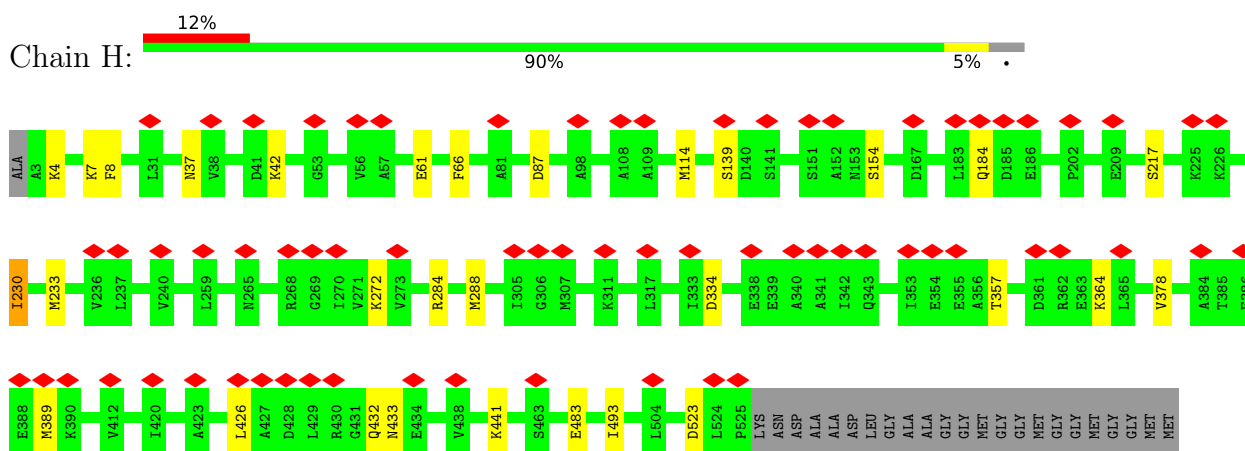 12%
Chain H:
90% 5% •
ALA A3 K4 K7 F8 L31 N37 V38 D41 K42 G53 V56 A57 E61 F66 A81 D87 A98 A108 A109 M114 S139 D140 S141 S151 A152 N153 S154 D167 L183 Q184 D185 E186 P202 E209 S217 K225 K226
I230 M233 V236 L237 V240 L259 N265 R268 G269 I270 V271 K272 V273 R284 M288 I305 G306 M307 K311 L317 I333 D334 E338 E339 A340 A341 I342 Q343 I353 E354 E355 A356 T357 D361 R362 E363 K364 L365 V378 A384 T385
E388 M389 K390 V412 I420 A423 L426 A427 D428 L429 R430 G431 Q432 N433 E434 V438 K441 S463 E483 I493 L504 D523 L524 P525 LYS ASN ASP ALA ALA ASP LEU GLY ALA ALA GLY GLY MET GLY GLY MET GLY GLY MET GLY GLY MET MET